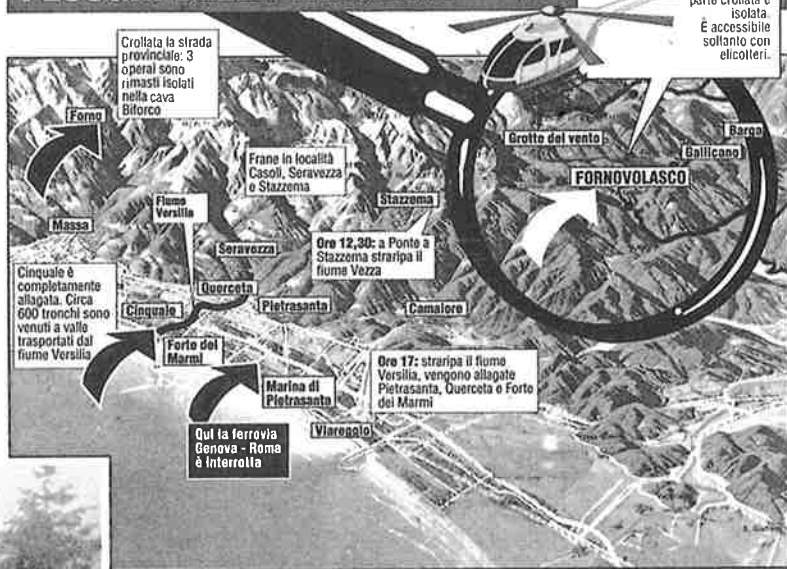 parte crollata e
isolata.
È accessibile
soltanto con
elicotteri.
Crollata la strada
provinciale: 3
operai sono
rimasti isolati
nella cava
Biforco
Forno
Grotte del vento
Barga
Gallicano
FORNOVOLASCO
Frane in località
Casoli, Seravezza
e Stazzema
Fiume
Versilia
Stazzema
Massa
Ore 12,30: a Ponte a
Stazzema straripa il
fiume Vezza
Seravezza
Cinquale è
completamente
allagata. Circa
600 tronchi sono
venuti a valle
trasportati dal
fiume Versilia
Querceta
Cinquale
Pietrasanta
Camaiore
Forte dei
Marmi
Ore 17: straripa il fiume
Versilia, vengono allagate
Pietrasanta, Querceta e Forte
dei Marmi
Marina di
Pietrasanta
Viareggio
Qui la ferrovia
Genova - Roma
è interrotta